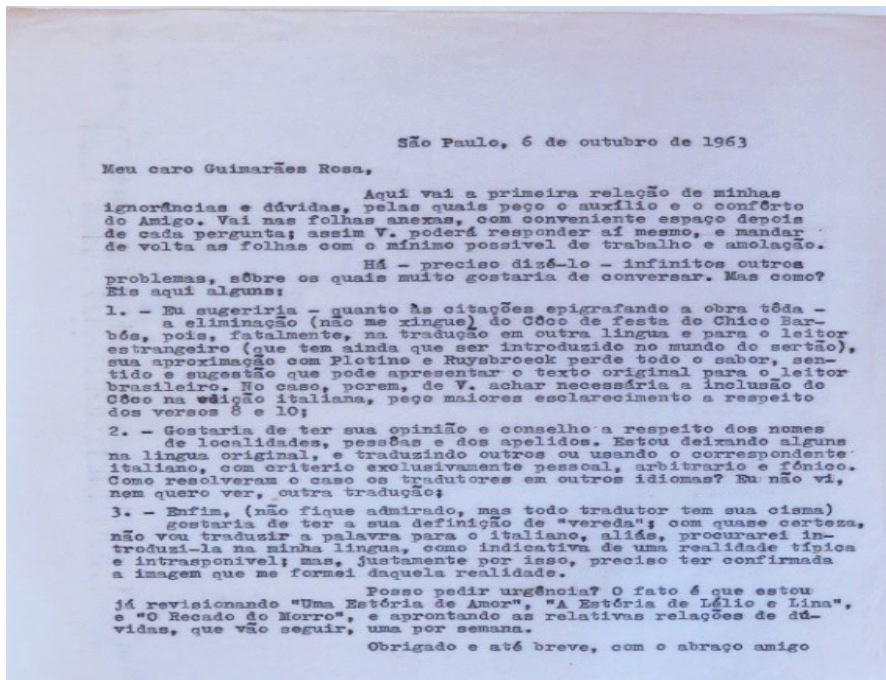 São Paulo, 6 de outubro de 1963
Meu caro Guimarães Rosa,
Aqui vai a primeira relação de minhas
ignorâncias e dúvidas, pelas quais peço o auxílio e o confôrto
do Amigo. Vai nas folhas anexas, com conveniente espaço depois
de cada pergunta; assim V. poderá responder aí mesmo, e mandar
de volta as folhas com o mínimo possivel de trabalho e amolação.
Há - preciso dizé-lo - infinitos outros
problemas, sôbre os quais muito gostaria de conversar. Mas como?
Eis aqui alguns:
1. - Eu sugeriria - quanto às citações epigrafando a obra tôda -
a eliminação (não me xingue) do Côco de festa do Chico Bar-
bós, pois, fatalmente, na tradução em outra lingua e para o leitor
estrangeiro (que tem ainda que ser introduzido no mundo do sertão),
sua aproximação com Plotino e Ruysbroeck perde todo o sabor, sen-
tido e sugestão que pode apresentar o texto original para o leitor
brasileiro. No caso, porem, de V. achar necessária a inclusão do
Côco na edição italiana, peço maiores esclarecimento a respeito
dos versos 8 e 10;
2. - Gostaria de ter sua opinião e conselho a respeito dos nomes
de localidades, pessôas e dos apelidos. Estou deixando alguns
na lingua original, e traduzindo outros ou usando o correspondente
italiano, com criterio exclusivamente pessoal, arbitrario e fônico.
Como resolveram o caso os tradutores em outros idiomas? Eu não vi,
nem quero ver, outra tradução;
3. - Enfim, (não fique admirado, mas todo tradutor tem sua cisma)
gostaria de ter a sua definição de "vereda"; com quase certeza,
não vou traduzir a palavra para o italiano, aliás, procurarei in-
troduzi-la na minha lingua, como indicativa de uma realidade típica
e intrasponivel; mas, justamente por isso, preciso ter confirmada
a imagem que me formei daquela realidade.
Posso pedir urgência? O fato é que estou
já revisionando "Uma Estória de Amor", "A Estória de Lélio e Lina",
e "O Recado do Morro", e aprontando as relativas relações de dú-
vidas, que vão seguir, uma por semana.
Obrigado e até breve, com o abraço amigo